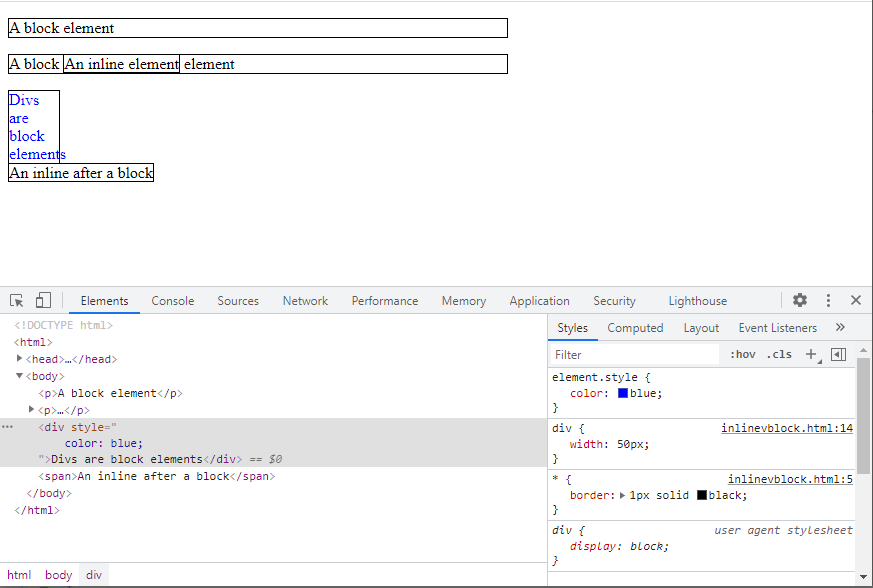 A block element
A block An inline element element
Divs
are
block
elements
An inline after a block
Elements Console Sources Network Performance Memory Application Security Lighthouse
<!DOCTYPE html>
<html>
<head>…</head>
<body>
<p>A block element</p>
<p>…</p>
<div style="
color: blue;
">Divs are block elements</div> == $0
<span>An inline after a block</span>
</body>
</html>
html body div
Styles Computed Layout Event Listeners »
Filter :hov .cls +
element.style {
color: blue;
}
div { inlinevblock.html:14
width: 50px;
}
* { inlinevblock.html:5
border: 1px solid black;
}
div { user agent stylesheet
display: block;
}